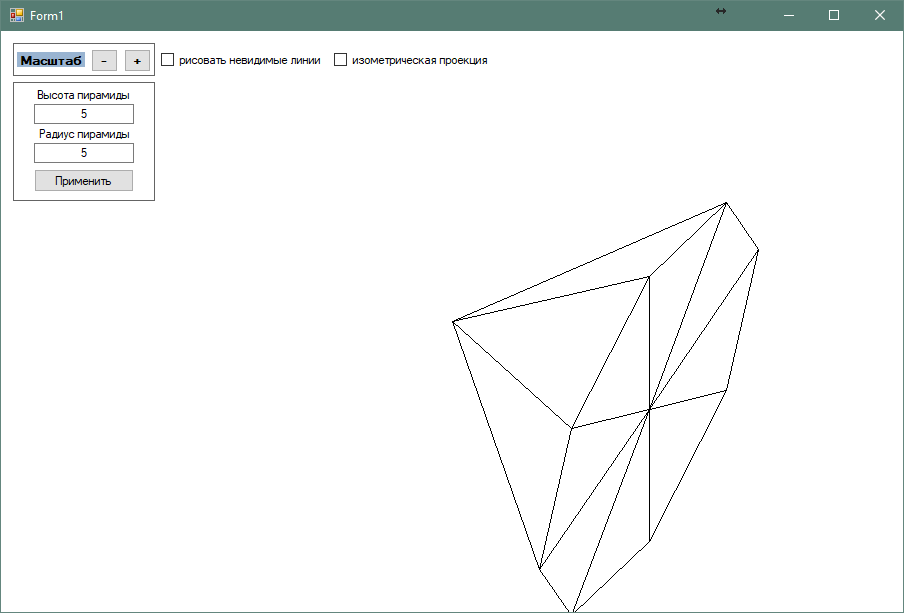 Form1
Масштаб - + рисовать невидимые линии изометрическая проекция
Высота пирамиды
5
Радиус пирамиды
5
Применить